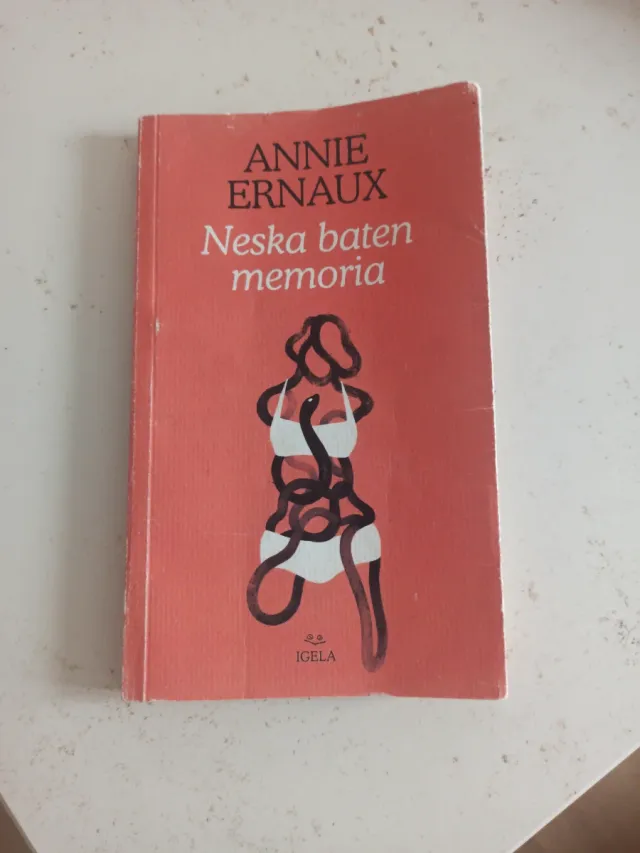 ANNIE
ERNAUX
Neska baten
memoria
IGELA